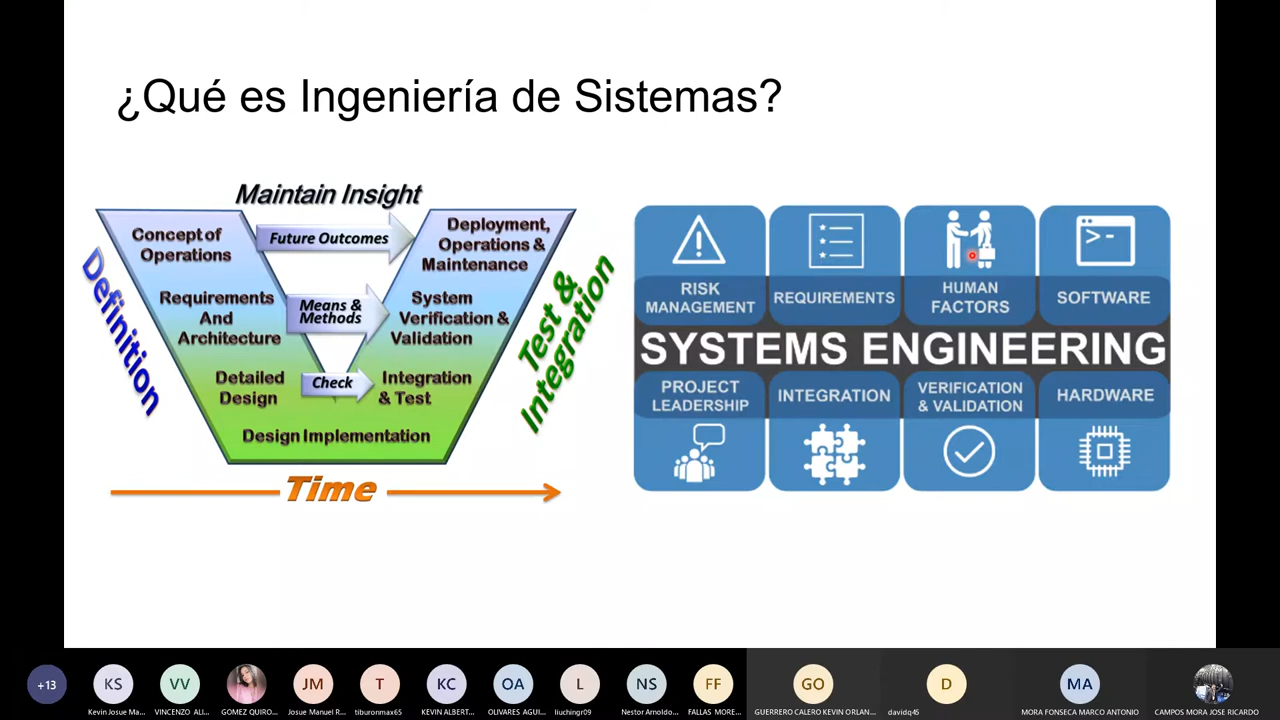 ¿Qué es Ingeniería de Sistemas?
Maintain Insight
Concept of
Operations
Future Outcomes
Deployment,
Operations &
Maintenance
Definition
Requirements
And
Architecture
Means &
Methods
System
Verification &
Validation
Test &
Integration
Detailed
Design
Check
Integration
& Test
Design Implementation
Time
RISK
MANAGEMENT
REQUIREMENTS
HUMAN
FACTORS
SOFTWARE
SYSTEMS ENGINEERING
PROJECT
LEADERSHIP
INTEGRATION
VERIFICATION
& VALIDATION
HARDWARE
+13
KS
VV
JM
T
KC
OA
L
NS
FF
GO
D
MA
Kevin Josue Ma...
VINCENZO ALI...
GOMEZ QUIRO...
Josue Manuel R...
tiburonmax65
KEVIN ALBERT...
OLIVARES AGUI...
liuchingr09
Nestor Arnoldo...
FALLAS MORE...
GUERRERO CALERO KEVIN ORLAN...
davidq45
MORA FONSECA MARCO ANTONIO
CAMPOS MORA JOSE RICARDO